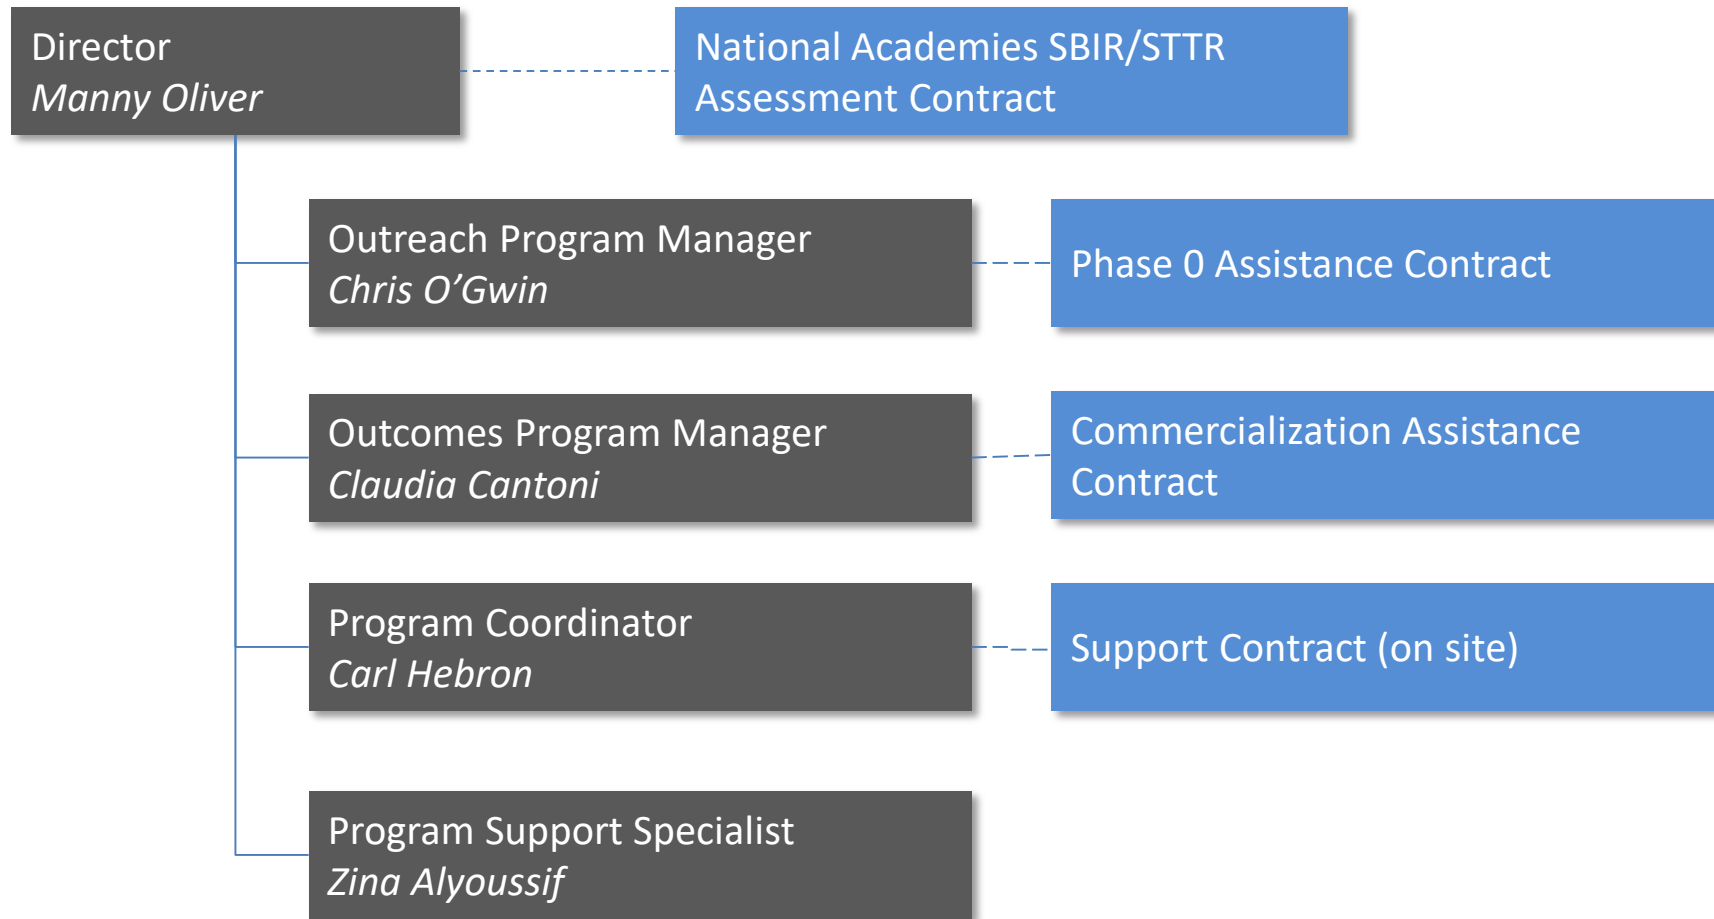 Director
Manny Oliver
National Academies SBIR/STTR
Assessment Contract
Outreach Program Manager
Chris O’Gwin
Phase 0 Assistance Contract
Outcomes Program Manager
Claudia Cantoni
Commercialization Assistance
Contract
Program Coordinator
Carl Hebron
Support Contract (on site)
Program Support Specialist
Zina Alyoussif